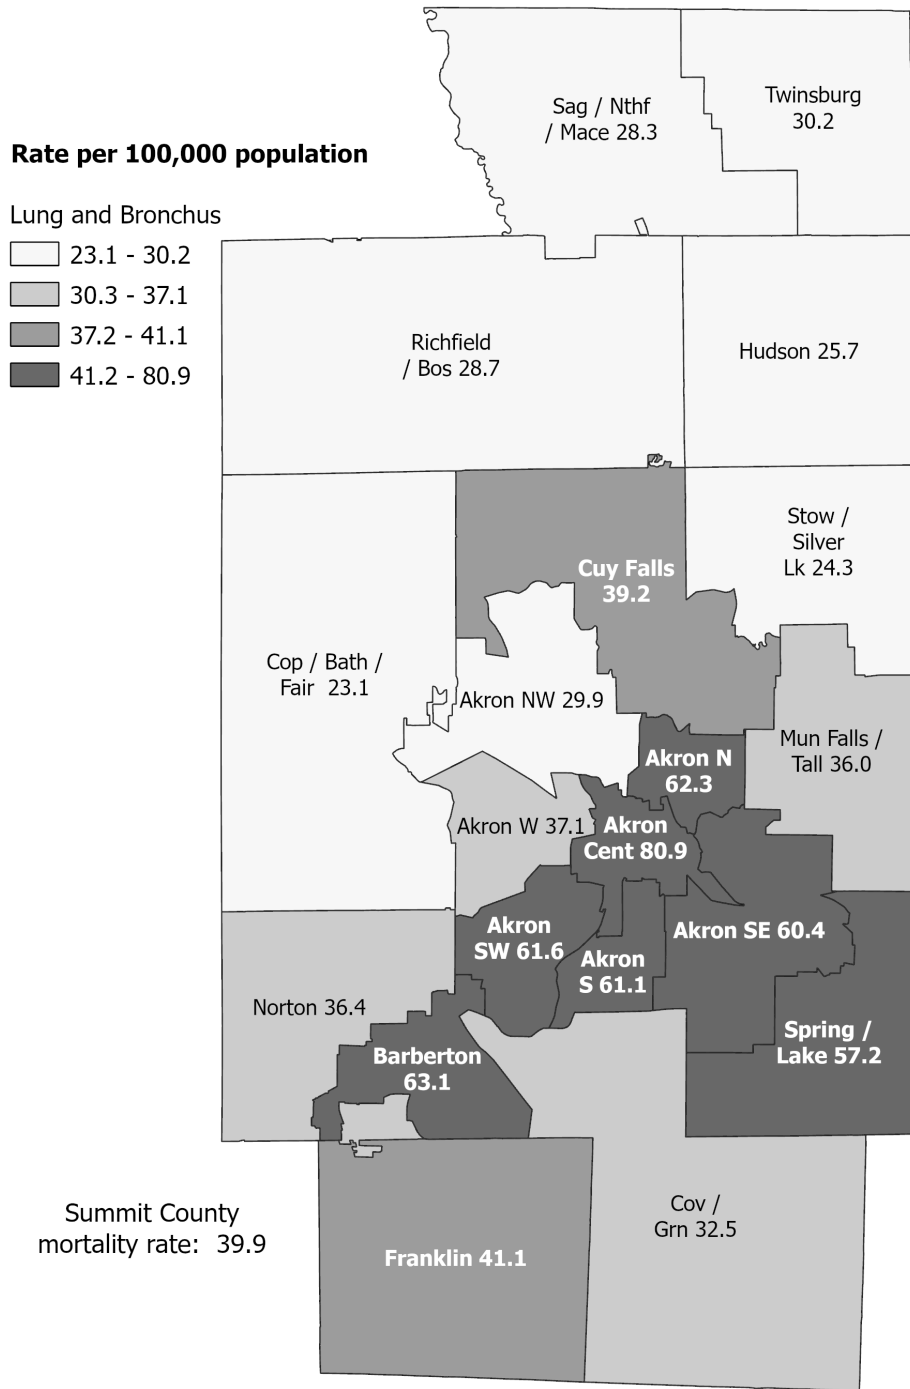 Sag / Nthf
/ Mace 28.3
Twinsburg
30.2
Rate per 100,000 population
Lung and Bronchus
23.1 - 30.2
30.3 - 37.1
37.2 - 41.1
41.2 - 80.9
Richfield
/ Bos 28.7
Hudson 25.7
Stow /
Silver
Lk 24.3
Cuy Falls
39.2
Cop / Bath /
Fair  23.1
Akron NW 29.9
Mun Falls /
Tall 36.0
Akron N
62.3
Akron W 37.1
Akron
Cent 80.9
Akron
SW 61.6
Akron SE 60.4
Akron
S 61.1
Norton 36.4
Spring /
Lake 57.2
Barberton
63.1
Summit County
mortality rate:  39.9
Cov /
Grn 32.5
Franklin 41.1